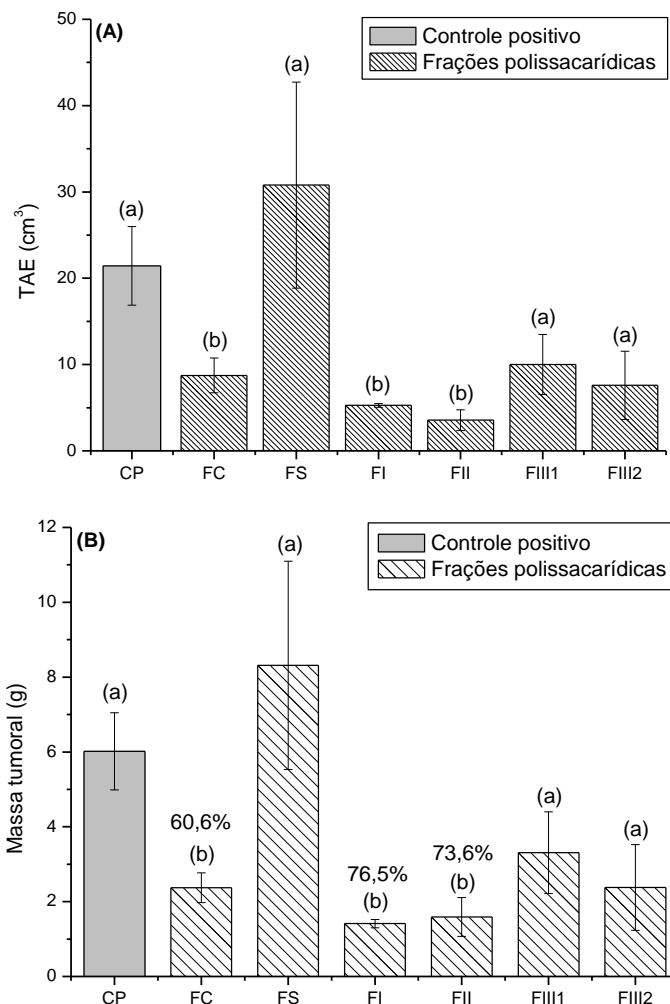 (A)
Controle positivo
Frações polissacarídicas
TAE (cm³)
50
40
30
20
10
0
(a)
(b)
(a)
(b)
(b)
(a)
(a)
CP FC FS FI FII FIII1 FIII2
(B)
Controle positivo
Frações polissacarídicas
Massa tumoral (g)
12
10
8
6
4
2
0
(a)
60,6%
(b)
(a)
76,5%
(b)
73,6%
(b)
(a)
(a)
CP FC FS FI FII FIII1 FIII2